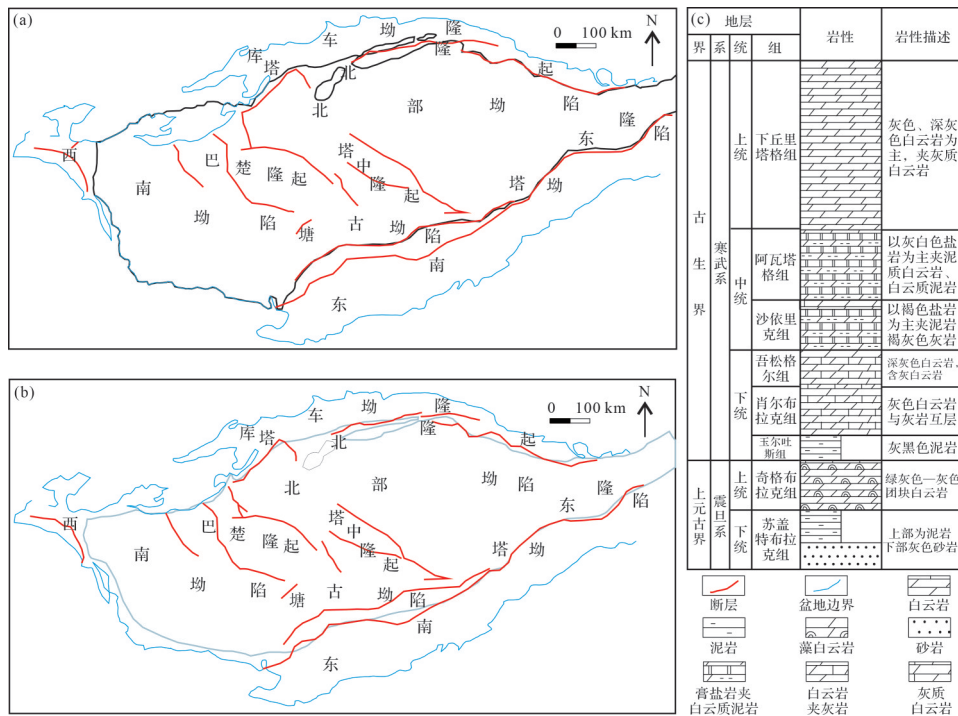 (a)
库 车 坳 隆
塔 北 隆 起
0 100 km
N
北 部 坳 陷
东 隆 陷
西
南 坳 陷
巴 楚 隆 起
塔 中 隆 起
塔 坳
塘 古 坳 陷
南
东
(b)
库 车 坳
塔 北 隆 起
0 100 km
N
北 部 坳 陷
东 隆 陷
西
南 坳 陷
巴 楚 隆 起
塔 中 隆 起
塔 坳
塘 古 坳 陷
南
东
(c)
地层
岩性
岩性描述
界 系 统 组
古生界
寒武系
上统
下丘里
塔格组
灰色、深灰
色白云岩为
主，夹灰质
白云岩
中统
阿瓦塔
格组
以灰白色盐
岩为主夹泥
质白云岩、
白云质泥岩
沙依里
克组
以褐色盐岩
为主夹泥岩
褐灰色灰岩
下统
吾松格
尔组
深灰色白云岩，
含灰白云岩
肖尔布
拉克组
灰色白云岩
与灰岩互层
玉尔吐
斯组
灰黑色泥岩
上元古界
震旦系
上统
奇格布
拉克组
绿灰色—灰色
团块白云岩
下统
苏盖
特布拉
克组
上部为泥岩
下部灰色砂岩
断层
盆地边界
白云岩
泥岩
藻白云岩
砂岩
膏盐岩夹
白云质泥岩
白云岩
夹灰岩
灰质
白云岩